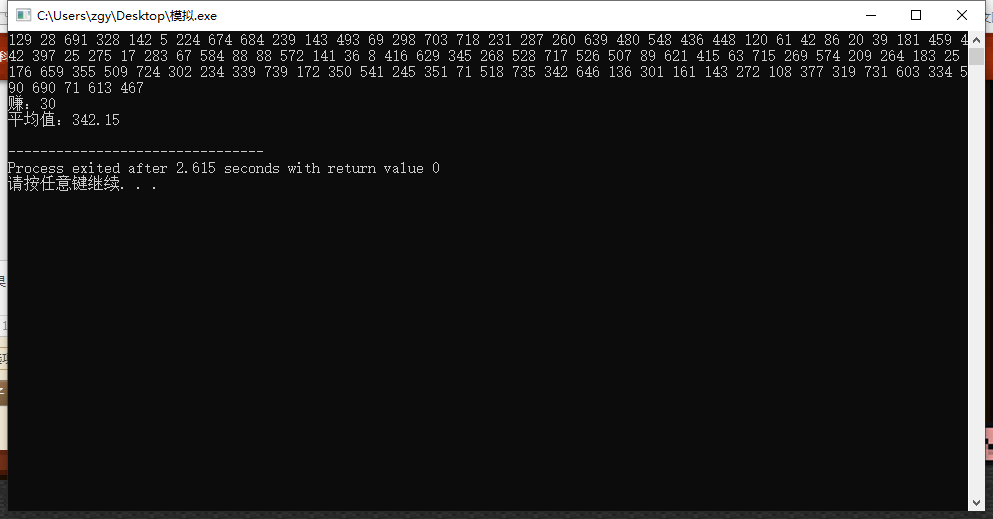 C:\Users\zgy\Desktop\模拟.exe
129 28 691 328 142 5 224 674 684 239 143 493 69 298 703 718 231 287 260 639 480 548 436 448 120 61 42 86 20 39 181 459 4
42 397 25 275 17 283 67 584 88 88 572 141 36 8 416 629 345 268 528 717 526 507 89 621 415 63 715 269 574 209 264 183 25
176 659 355 509 724 302 234 339 739 172 350 541 245 351 71 518 735 342 646 136 301 161 143 272 108 377 319 731 603 334 5
90 690 71 613 467
赚: 30
平均值: 342.15
--------------------------------
Process exited after 2.615 seconds with return value 0
请按任意键继续. . .